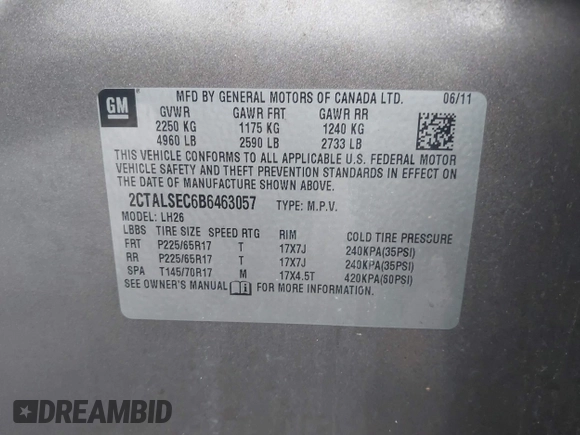 GM
MFD BY GENERAL MOTORS OF CANADA LTD. 06/11
GVWR GAWR FRT GAWR RR
2250 KG 1175 KG 1240 KG
4960 LB 2590 LB 2733 LB
THIS VEHICLE CONFORMS TO ALL APPLICABLE U.S. FEDERAL MOTOR
VEHICLE SAFETY AND THEFT PREVENTION STANDARDS IN EFFECT
ON THE DATE OF MANUFACTURE SHOWN ABOVE.
2CTALSEC6B6463057 TYPE: M.P.V.
MODEL: LH26
LBBS TIRE SIZE SPEED RTG RIM COLD TIRE PRESSURE
FRT P225/65R17 T 17X7J 240KPA(35PSI)
RR P225/65R17 T 17X7J 240KPA(35PSI)
SPA T145/70R17 M 17X4.5T 420KPA(60PSI)
SEE OWNER'S MANUAL FOR MORE INFORMATION.
DREAMBID